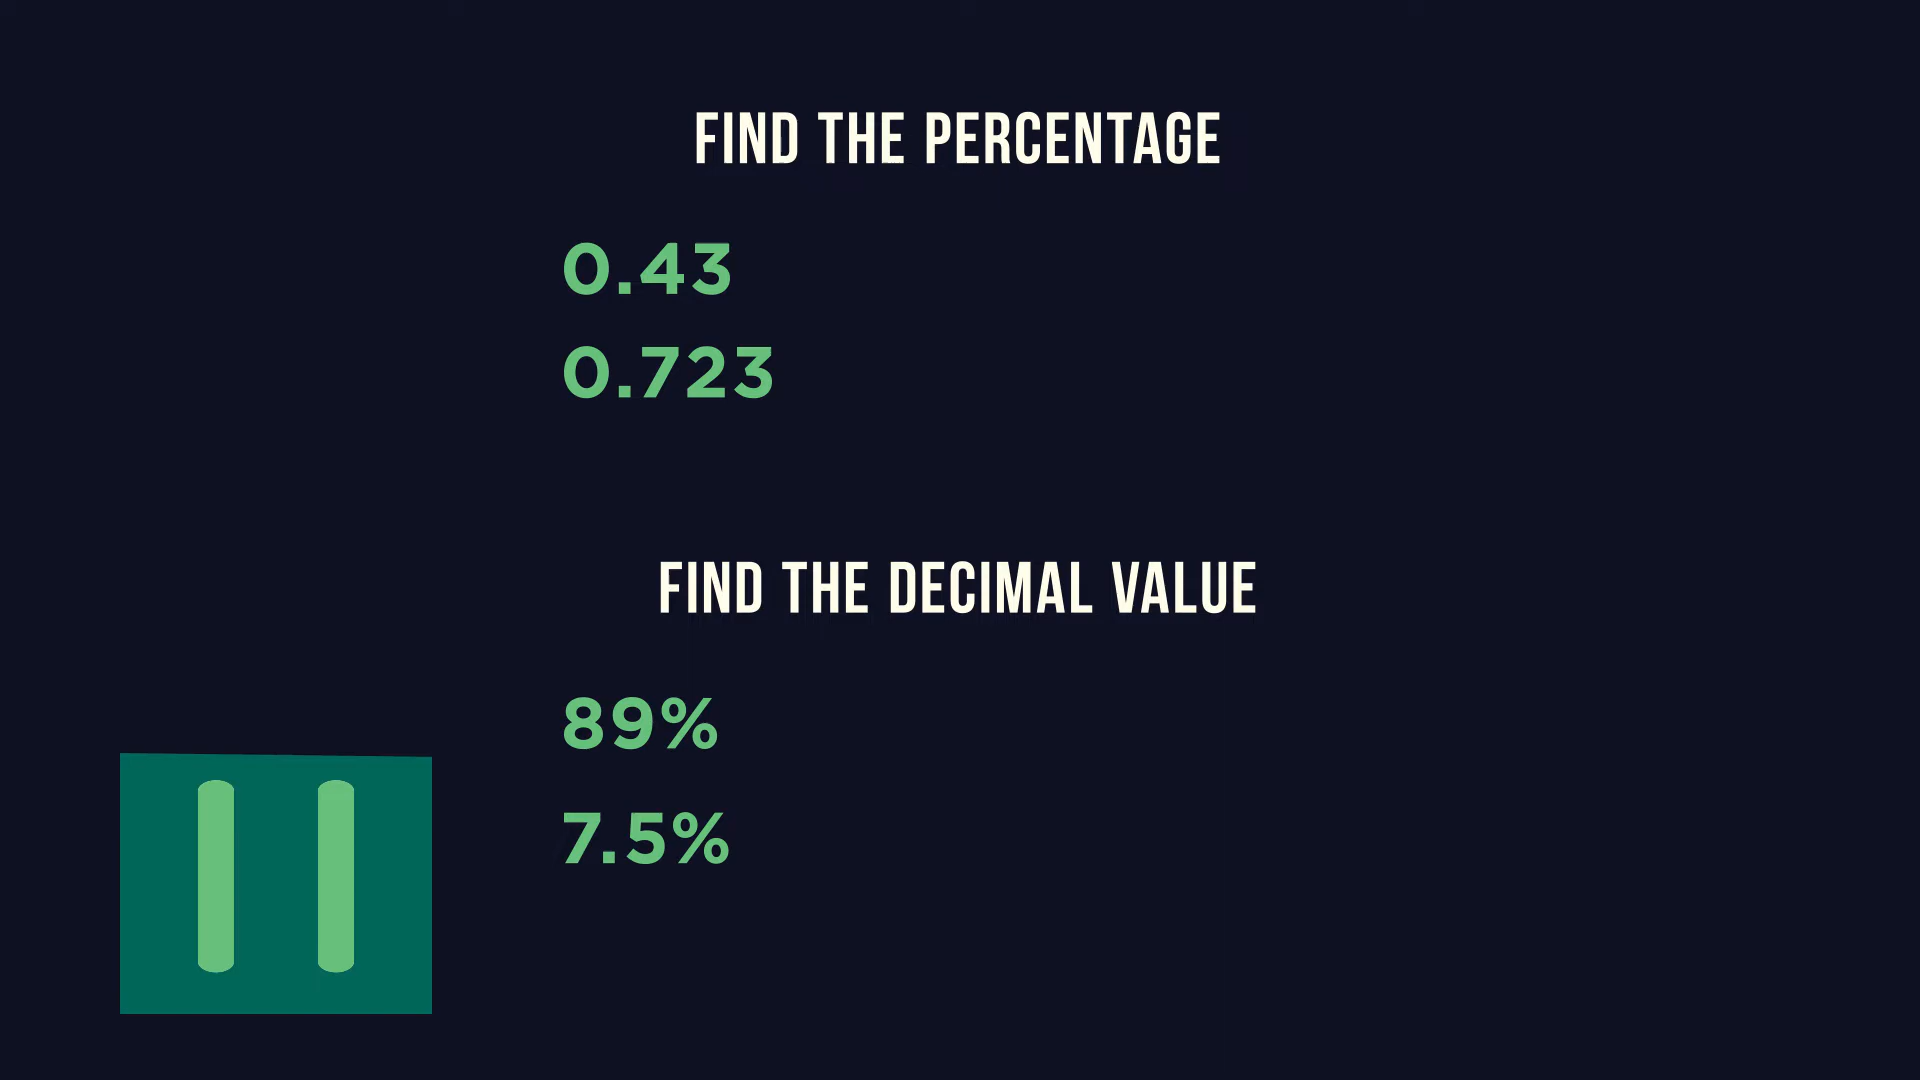 FIND THE PERCENTAGE
0.43
0.723
FIND THE DECIMAL VALUE
89%
7.5%